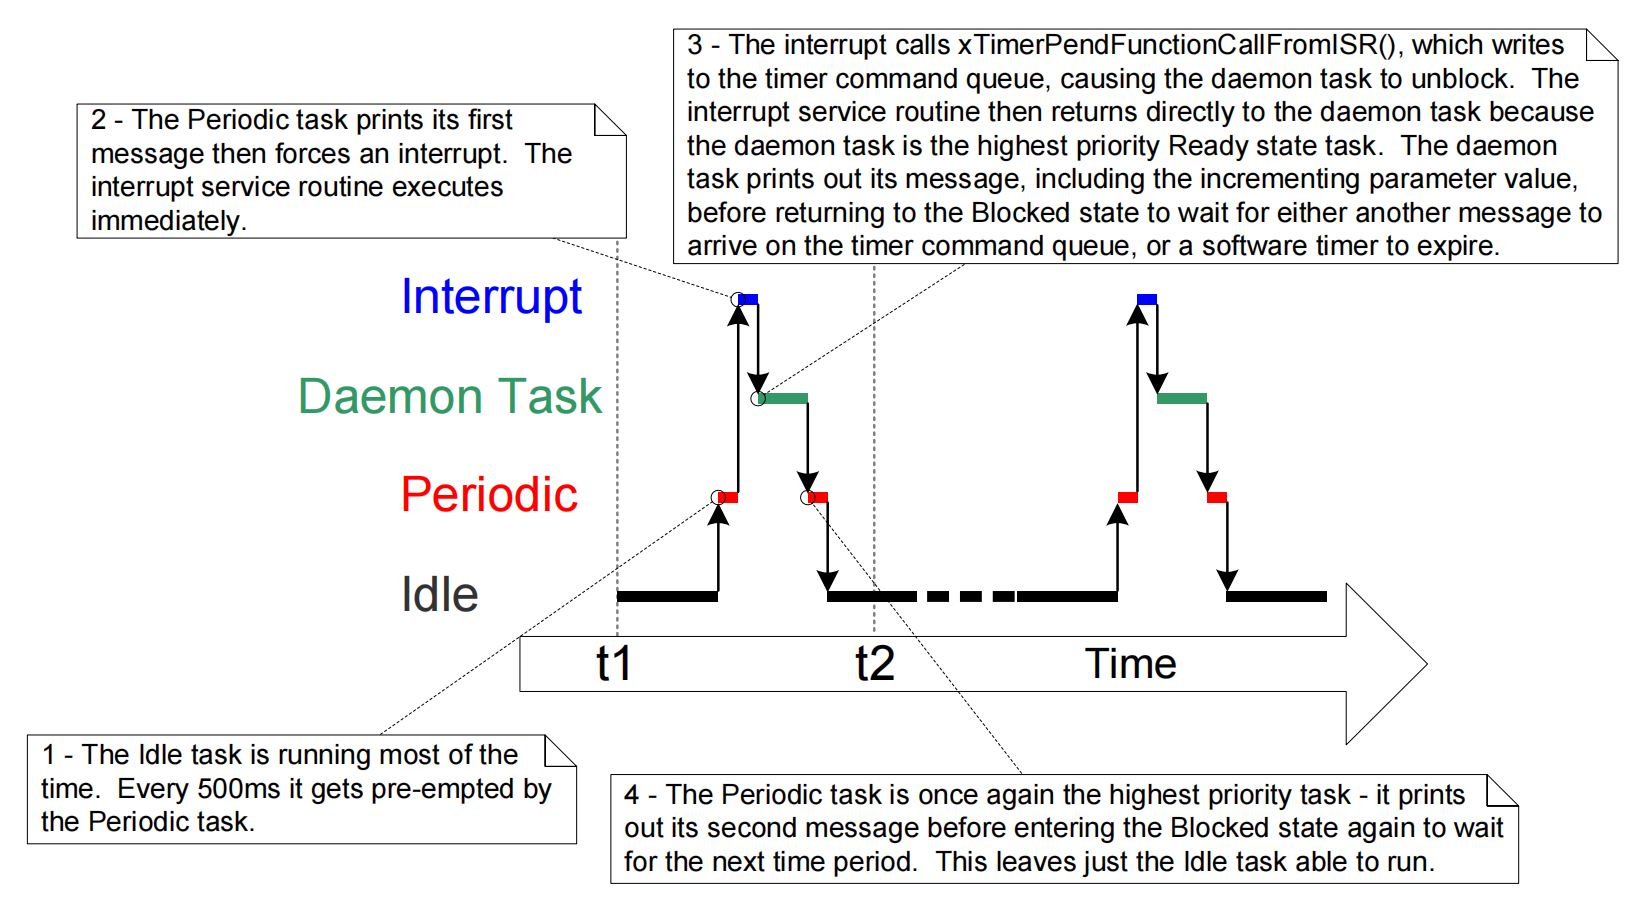 3 - The interrupt calls xTimerPendFunctionCallFromISR(), which writes
to the timer command queue, causing the daemon task to unblock.  The
interrupt service routine then returns directly to the daemon task because
the daemon task is the highest priority Ready state task.  The daemon
task prints out its message, including the incrementing parameter value,
before returning to the Blocked state to wait for either another message to
arrive on the timer command queue, or a software timer to expire.
2 - The Periodic task prints its first
message then forces an interrupt.  The
interrupt service routine executes
immediately.
Interrupt
Daemon Task
Periodic
Idle
t1
t2
Time
1 - The Idle task is running most of the
time.  Every 500ms it gets pre-empted by
the Periodic task.
4 - The Periodic task is once again the highest priority task - it prints
out its second message before entering the Blocked state again to wait
for the next time period.  This leaves just the Idle task able to run.